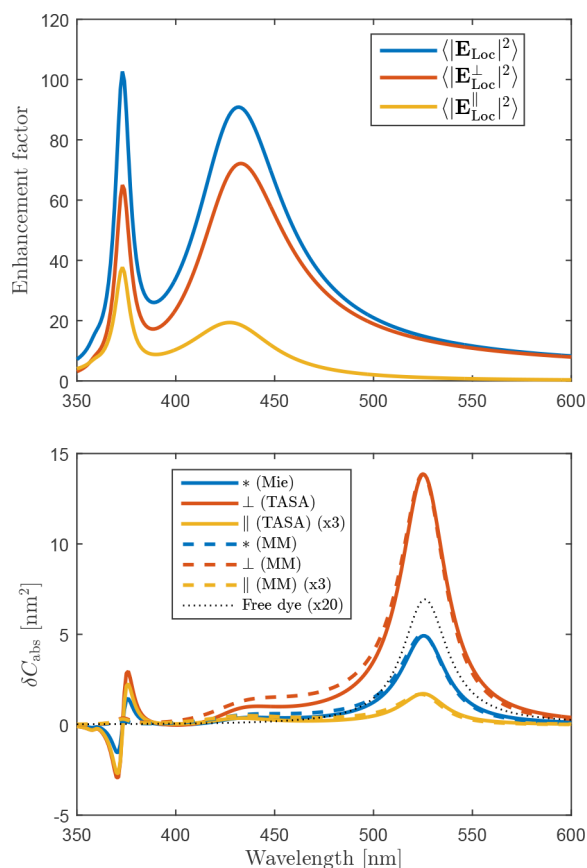 120
100
80
60
40
20
0
Enhancement factor
⟨|E_Loc|²⟩
⟨|E^⊥_Loc|²⟩
⟨|E^∥_Loc|²⟩
350 400 450 500 550 600
15
10
5
0
-5
δC_abs [nm²]
* (Mie)
⊥ (TASA)
∥ (TASA) (x3)
* (MM)
⊥ (MM)
∥ (MM) (x3)
Free dye (x20)
350 400 450 500 550 600
Wavelength [nm]